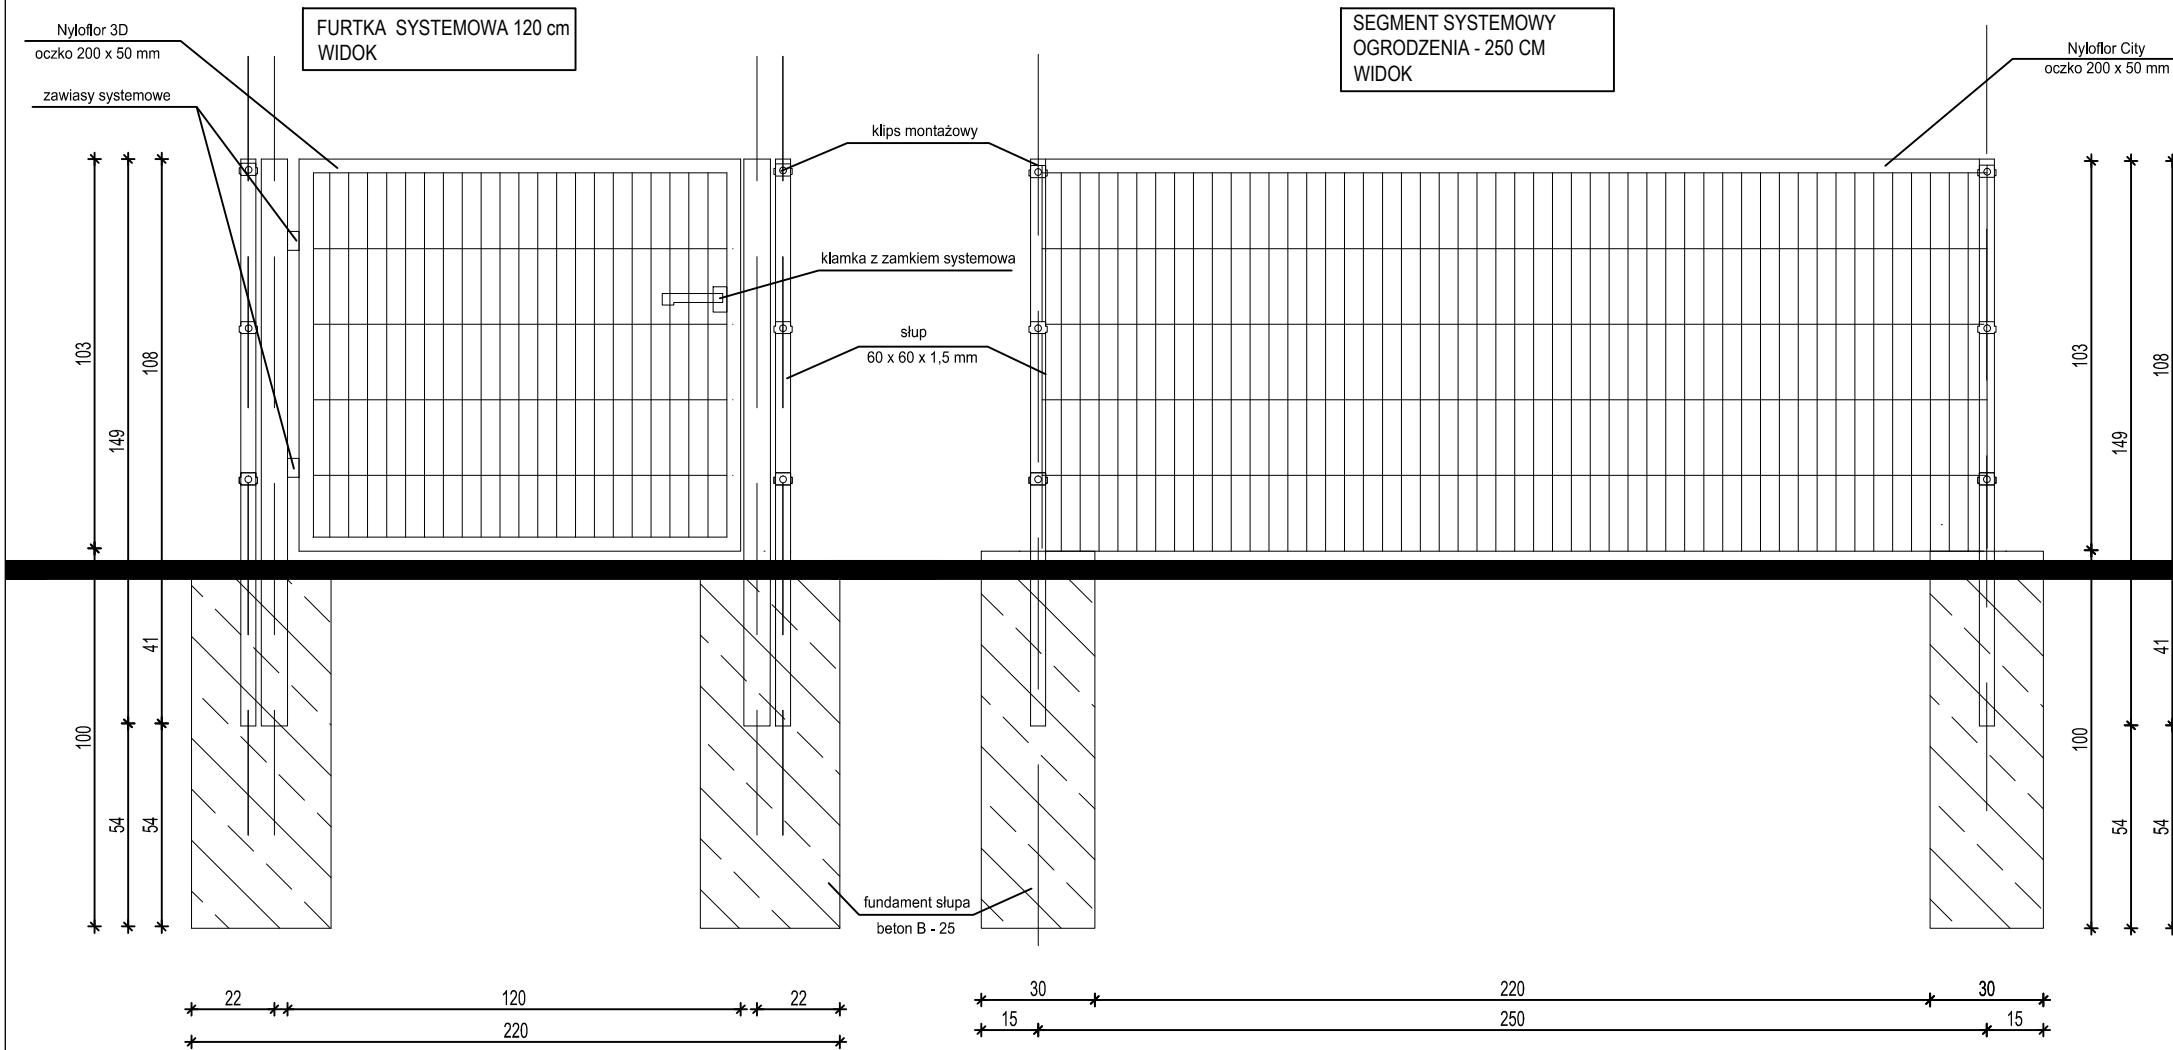 FURTKA SYSTEMOWA 120 cm
WIDOK
SEGMENT SYSTEMOWY
OGRODZENIA - 250 CM
WIDOK
Nyloflor 3D
oczko 200 x 50 mm
zawiasy systemowe
Nyloflor City
oczko 200 x 50 mm
klips montażowy
klamka z zamkiem systemowa
słup
60 x 60 x 1,5 mm
fundament słupa
beton B - 25
103
149
108
100
41
54
54
103
149
108
100
41
54
54
22
120
22
220
30
220
30
15
250
15